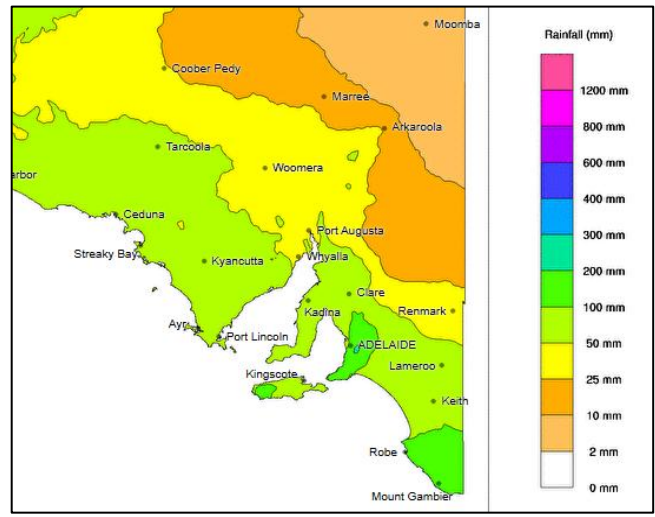 Moomba
Coober Pedy
Marree
Arkaroola
Tarcoola
Woomera
arbor
Ceduna
Port Augusta
Streaky Bay
Kyancutta
Whyalla
Clare
Kadina
Renmark
Ayr
Port Lincoln
ADELAIDE
Lameroo
Kingscote
Keith
Robe
Mount Gambier
Rainfall (mm)
1200 mm
800 mm
600 mm
400 mm
300 mm
200 mm
100 mm
50 mm
25 mm
10 mm
2 mm
0 mm